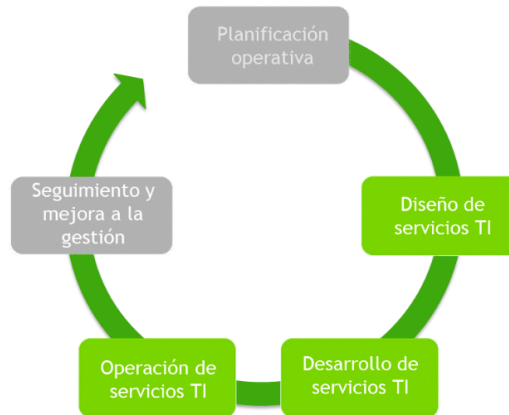 Planificación
operativa
Diseño de
servicios TI
Desarrollo de
servicios TI
Operación de
servicios TI
Seguimiento y
mejora a la
gestión